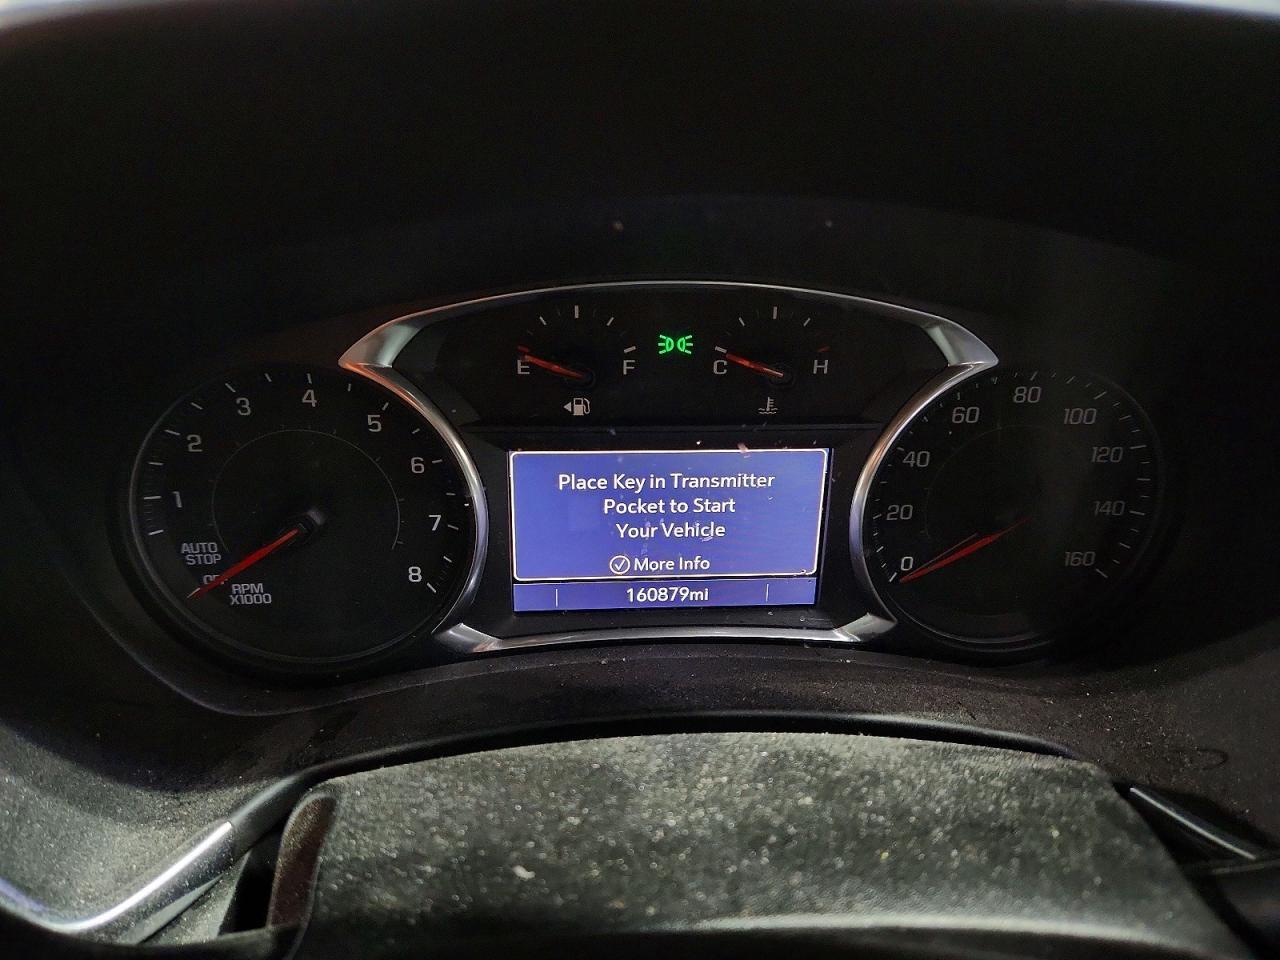 E F C H
1 2 3 4 5 6 7 8
AUTO
STOP
OFF
RPM
X1000
Place Key in Transmitter
Pocket to Start
Your Vehicle
More Info
160879mi
0 20 40 60 80 100 120 140 160